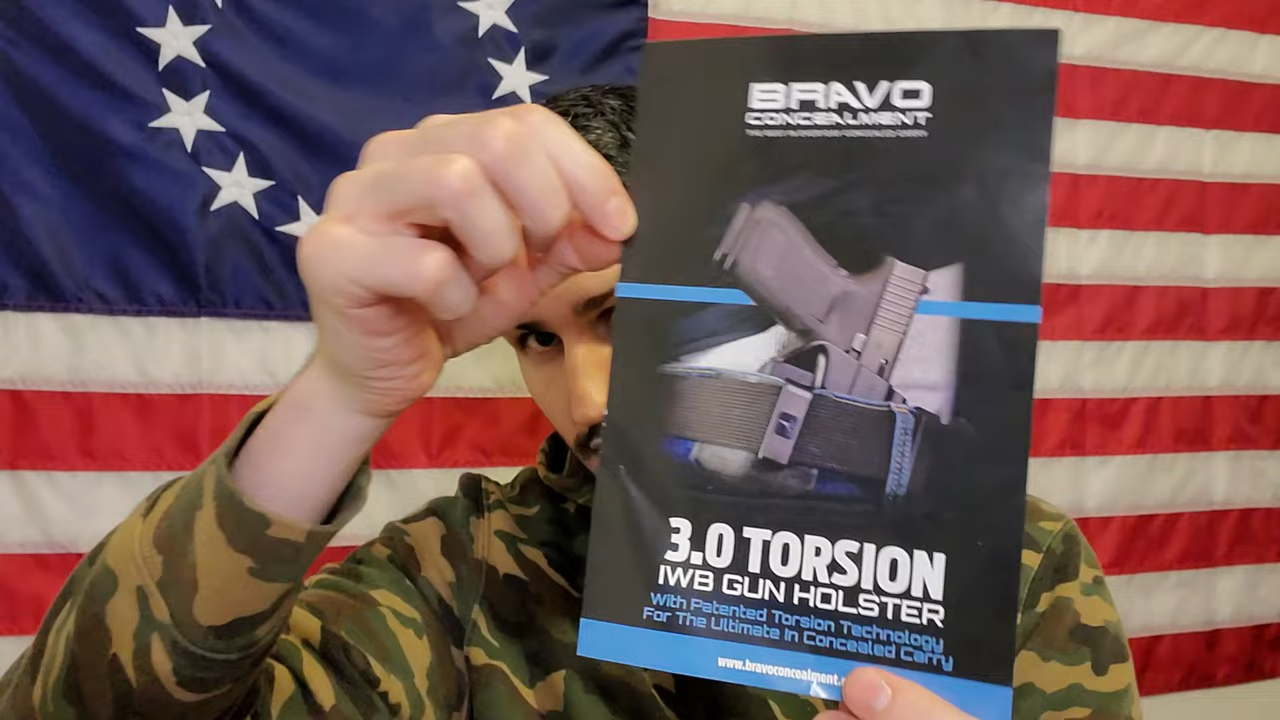 BRAVO
CONCEALMENT
3.0 TORSION
IWB GUN HOLSTER
With Patented Torsion Technology
For The Ultimate In Concealed Carry
www.bravoconcealment.